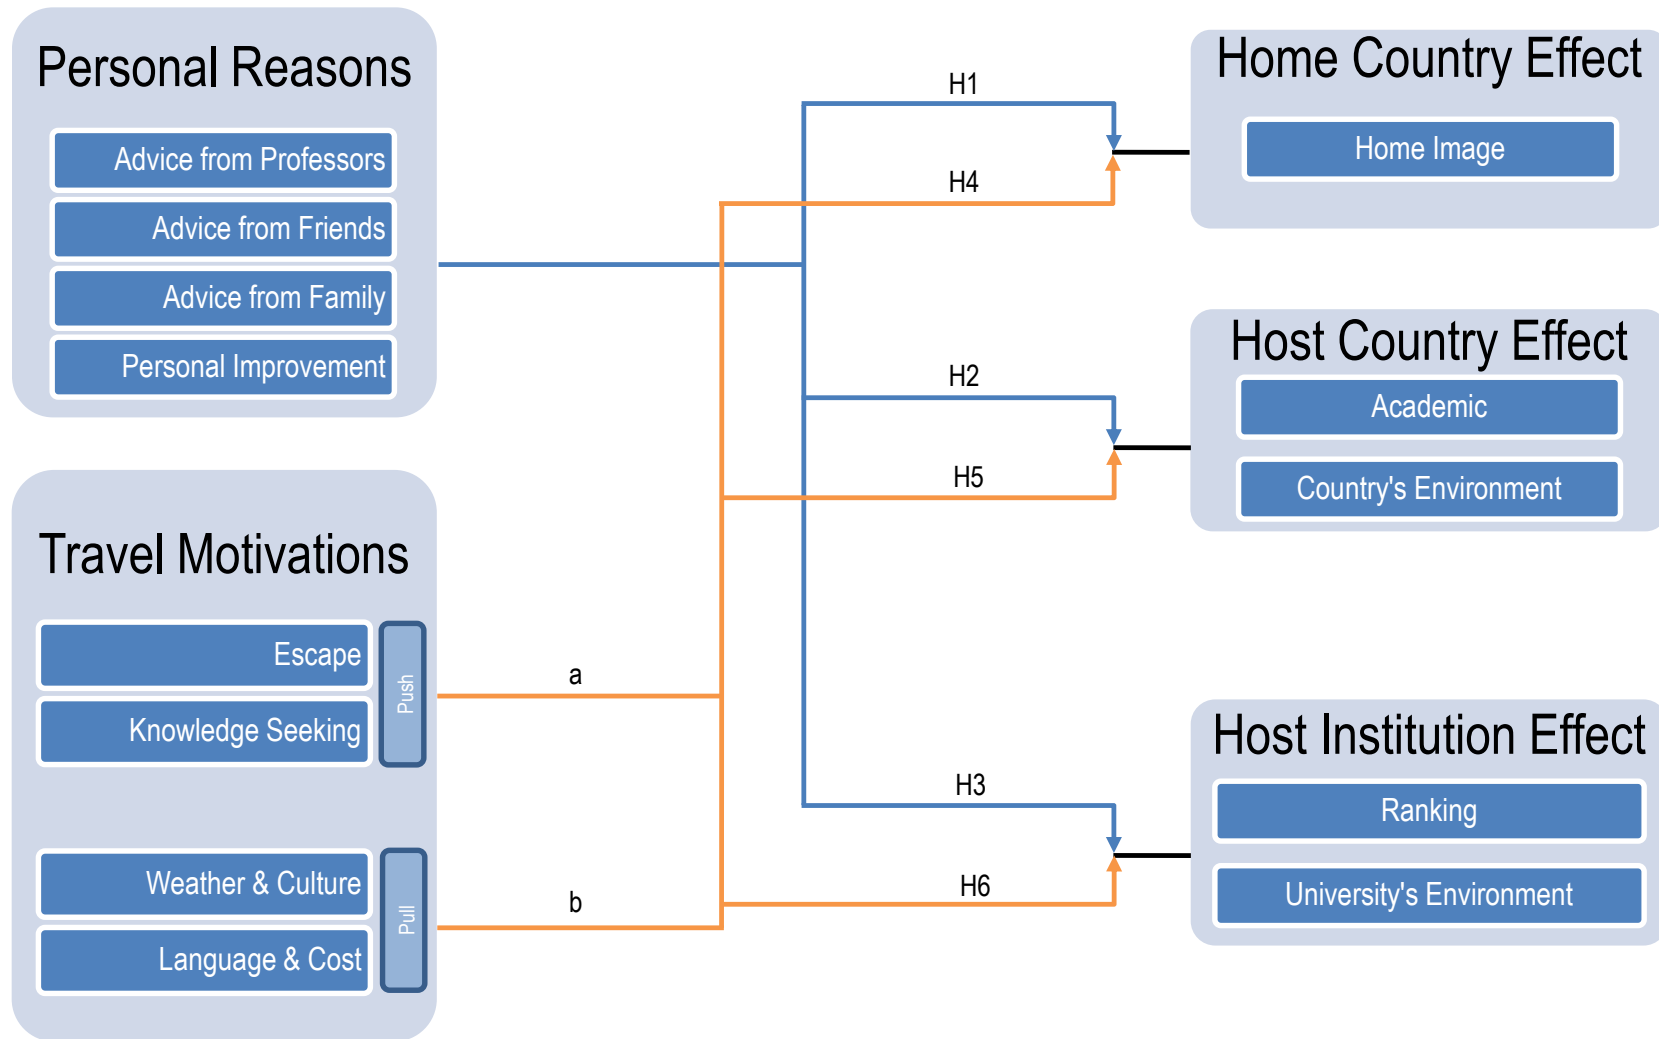 Personal Reasons
Advice from Professors
Advice from Friends
Advice from Family
Personal Improvement
Travel Motivations
Escape
Knowledge Seeking
Push
Weather & Culture
Language & Cost
Pull
a
b
H1
H4
H2
H5
H3
H6
Home Country Effect
Home Image
Host Country Effect
Academic
Country's Environment
Host Institution Effect
Ranking
University's Environment